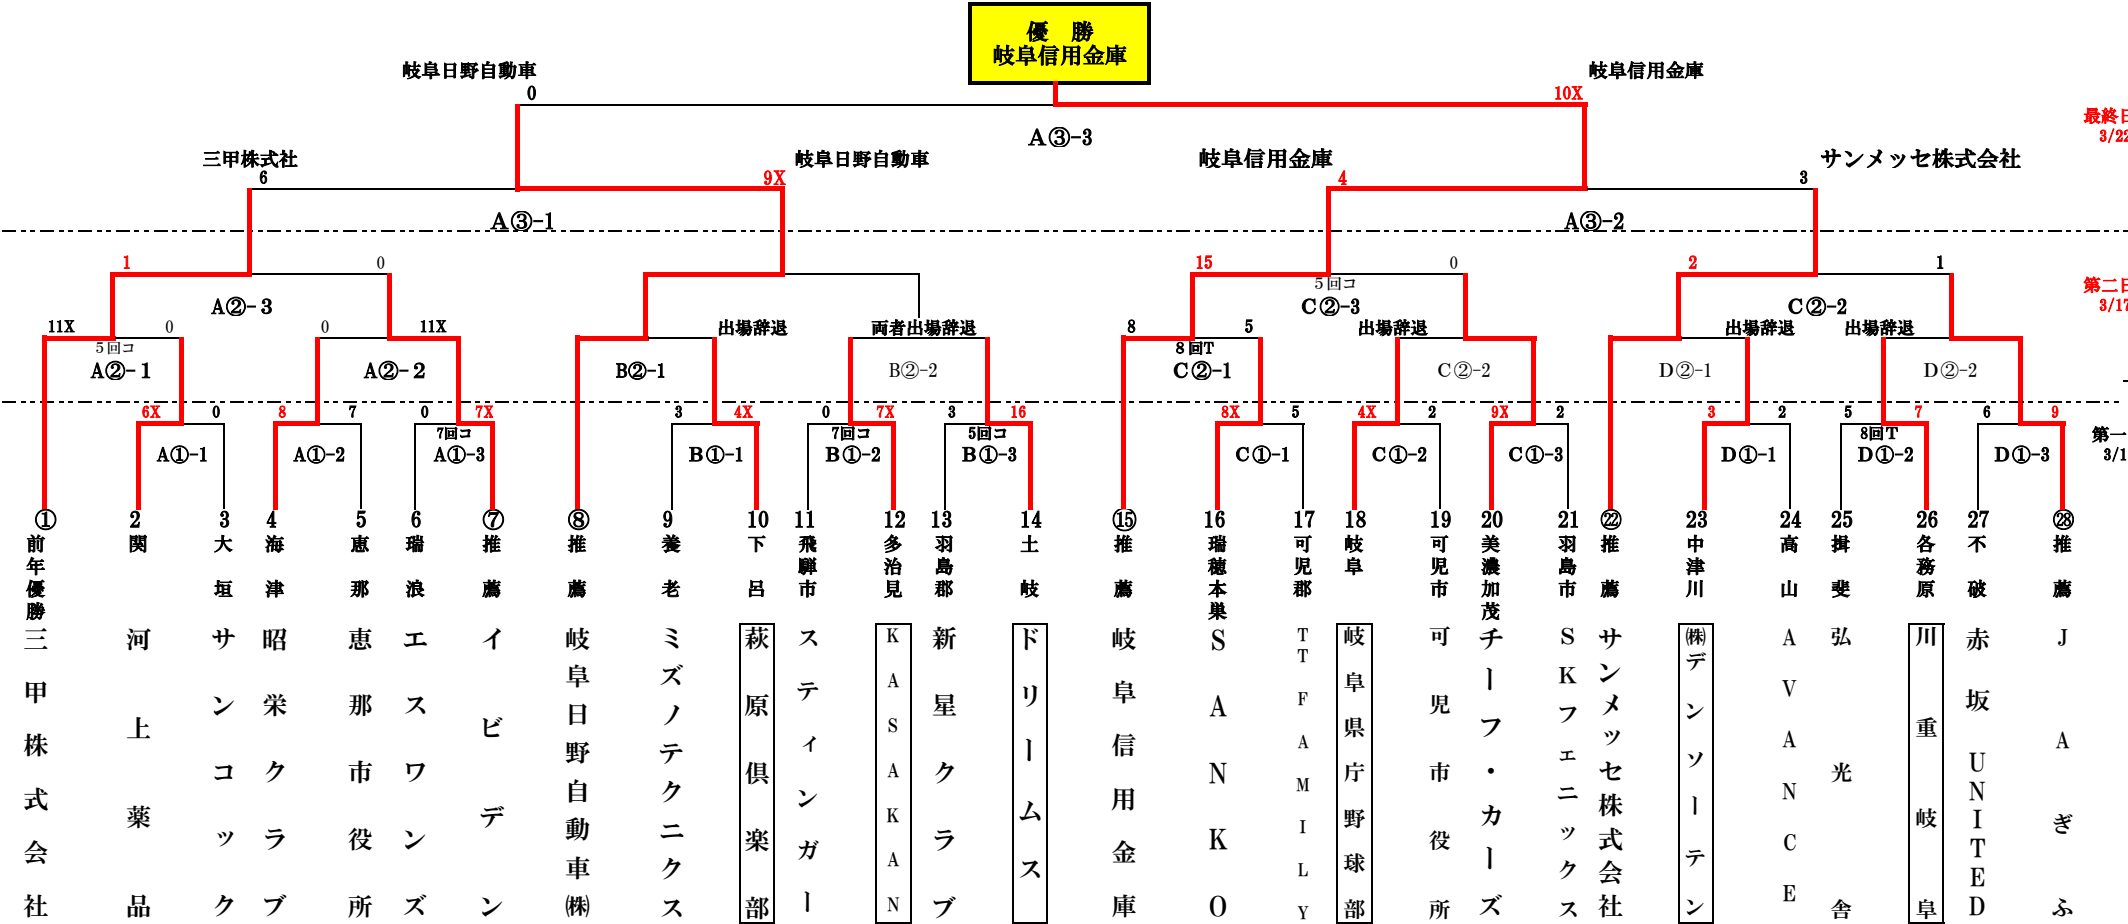 優　勝
岐阜信用金庫
岐阜日野自動車
岐阜信用金庫
0
10X
A③-3
最終日
3/22
三甲株式社
岐阜日野自動車
岐阜信用金庫
サンメッセ株式会社
6
9X
4
3
A③-1
A③-2
1
0
15
0
2
1
5回コ
第二日
3/17
A②-3
C②-3
C②-2
11X
0
0
11X
出場辞退
両者出場辞退
8
5
出場辞退
出場辞退
出場辞退
5回コ
8回T
A②-1
A②-2
B②-1
B②-2
C②-1
C②-2
D②-1
D②-2
6X
0
8
7
0
7X
3
4X
0
7X
3
16
8X
5
4X
2
9X
2
3
2
5
7
6
9
7回コ
7回コ
5回コ
8回T
第一
3/1
A①-1
A①-2
A①-3
B①-1
B①-2
B①-3
C①-1
C①-2
C①-3
D①-1
D①-2
D①-3
① 前年優勝 三甲株式会社
2 関 河上薬品
3 大垣 サンコック
4 海津 昭栄クラブ
5 恵那 恵那市役所
6 瑞浪 エスワンズ
⑦ 推薦 イビデン
⑧ 推薦 岐阜日野自動車㈱
9 養老 ミズノテクニクス
10 下呂 萩原倶楽部
11 飛騨市 スティンガー
12 多治見 KASAKAN
13 羽島郡 新星クラブ
14 土岐 ドリームス
⑮ 推薦 岐阜信用金庫
16 瑞穂本巣 SANKO
17 可児郡 TT FAMILY
18 岐阜 岐阜県庁野球部
19 可児市 可児市役所
20 美濃加茂 チーフ・カーズ
21 羽島市 SKフェニックス
㉒ 推薦 サンメッセ株式会社
23 中津川 ㈱デンソーテン
24 高山 AVANCE
25 揖斐 弘光舎
26 各務原 川重岐阜
27 不破 赤坂UNITED
㉘ 推薦 JAぎふ